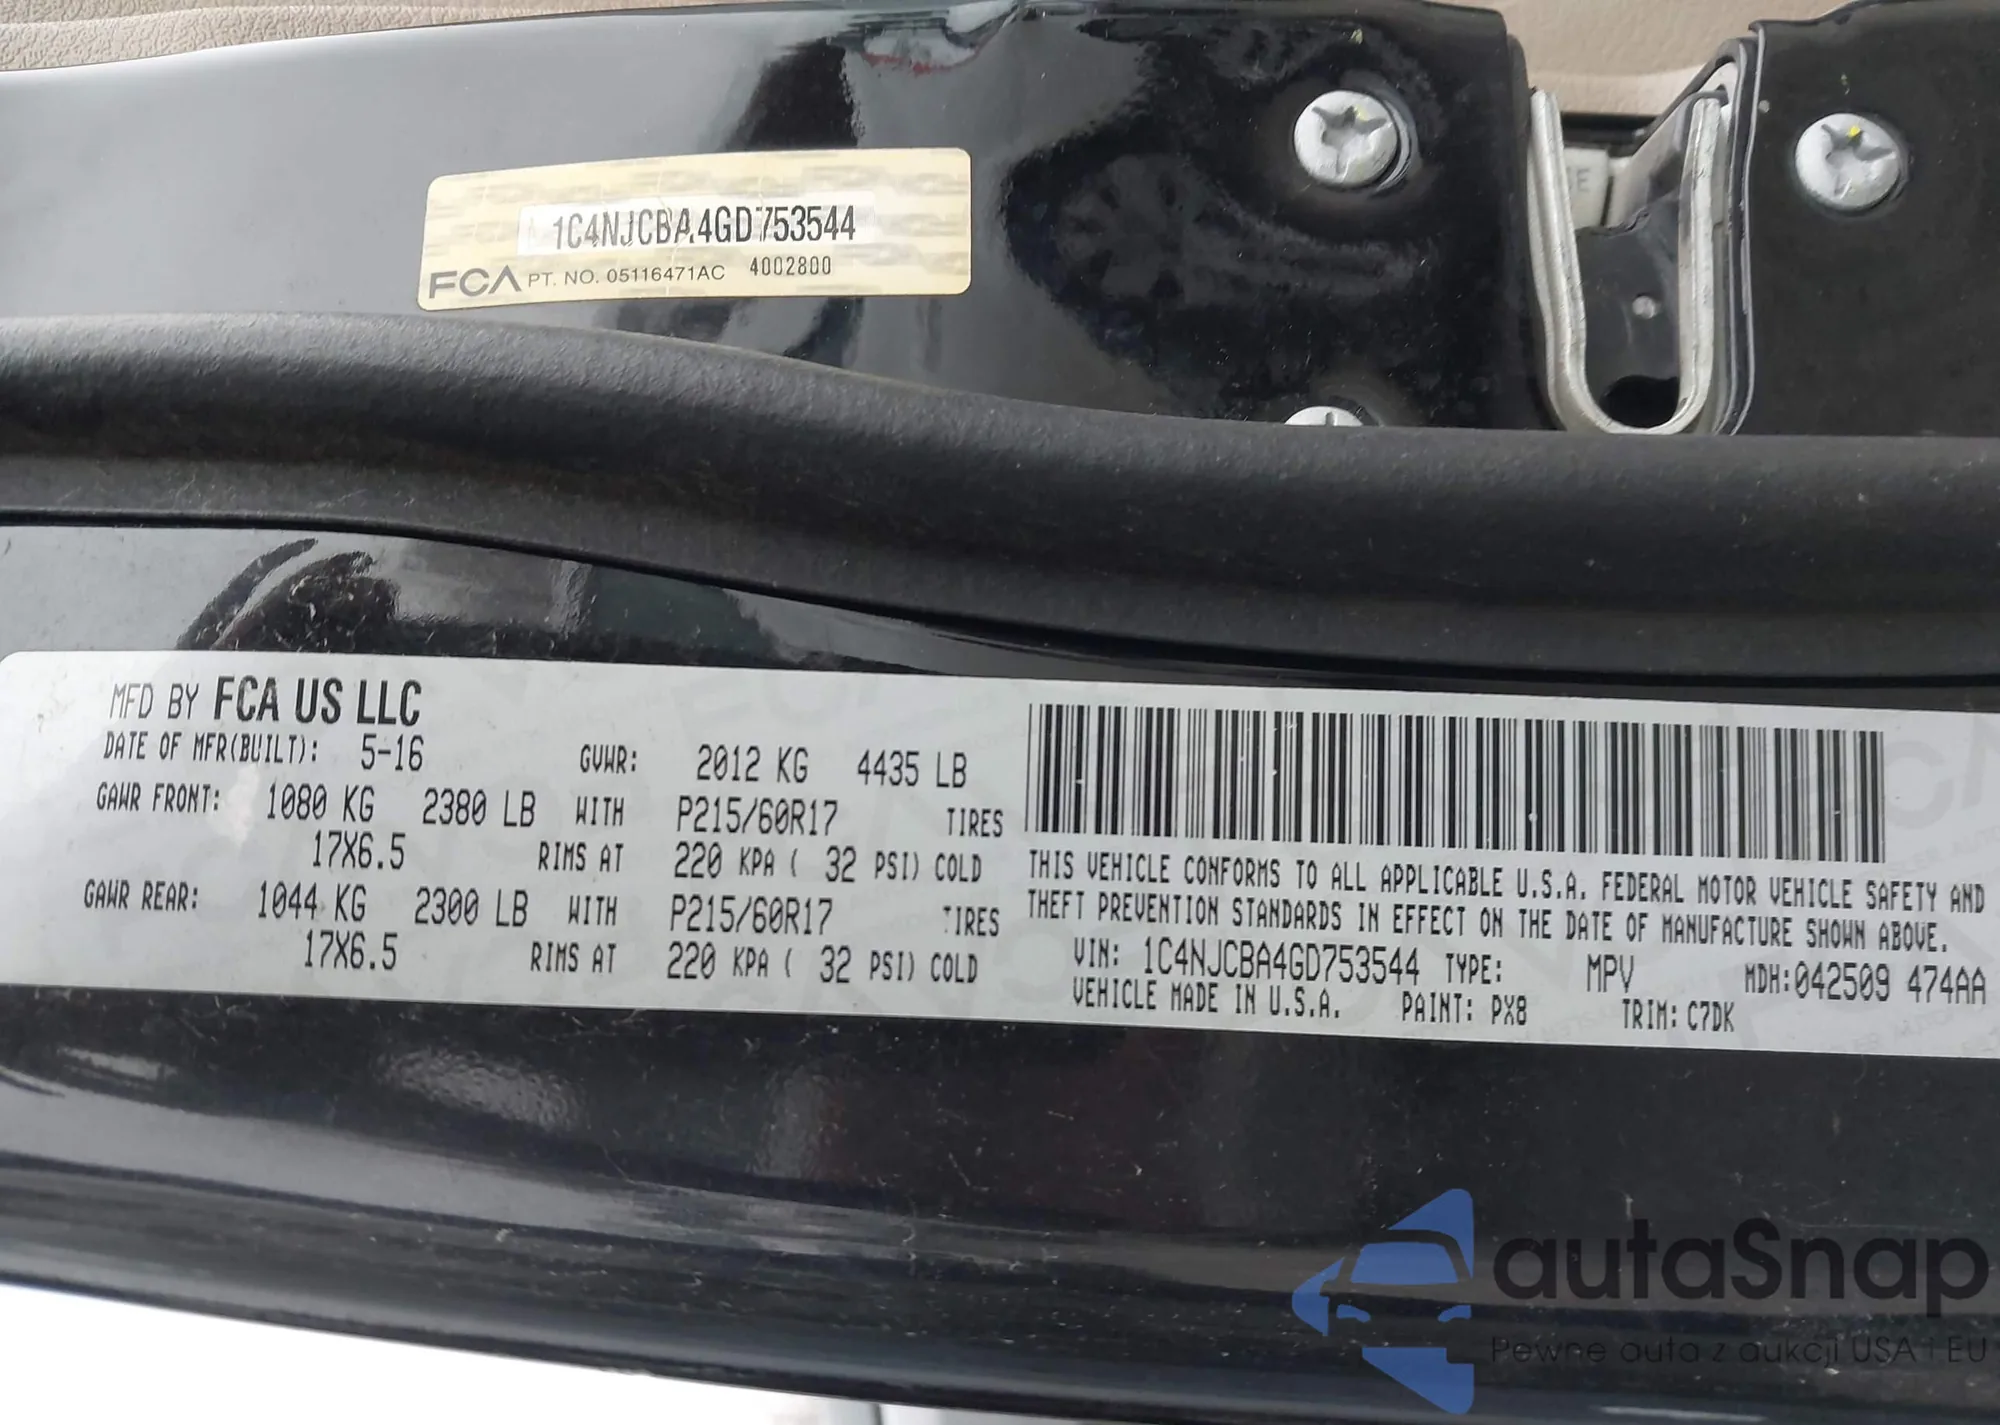 1C4NJCBA4GD753544
FCA PT. NO. 05116471AC 4002800
MFD BY FCA US LLC
DATE OF MFR(BUILT): 5-16 GVWR: 2012 KG 4435 LB
GAWR FRONT: 1080 KG 2380 LB WITH P215/60R17 TIRES
17X6.5 RIMS AT 220 KPA ( 32 PSI) COLD
GAWR REAR: 1044 KG 2300 LB WITH P215/60R17 TIRES
17X6.5 RIMS AT 220 KPA ( 32 PSI) COLD
THIS VEHICLE CONFORMS TO ALL APPLICABLE U.S.A. FEDERAL MOTOR VEHICLE SAFETY AND
THEFT PREVENTION STANDARDS IN EFFECT ON THE DATE OF MANUFACTURE SHOWN ABOVE.
VIN: 1C4NJCBA4GD753544 TYPE: MPV MDH:042509 474AA
VEHICLE MADE IN U.S.A. PAINT: PX8 TRIM: C7DK
autaSnap
Pewne auta z aukcji USA i EU